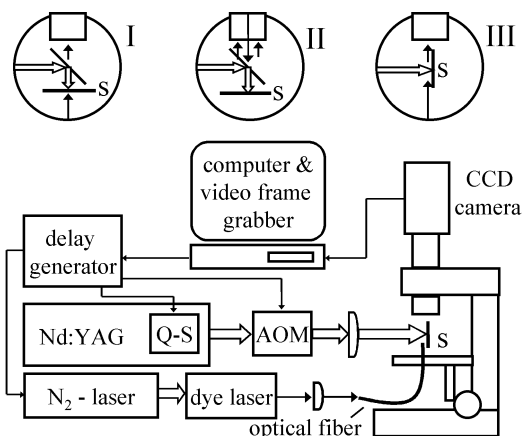 I
II
III
S
S
S
computer &
video frame
grabber
CCD
camera
delay
generator
Nd:YAG
Q-S
AOM
S
N₂ - laser
dye laser
optical fiber